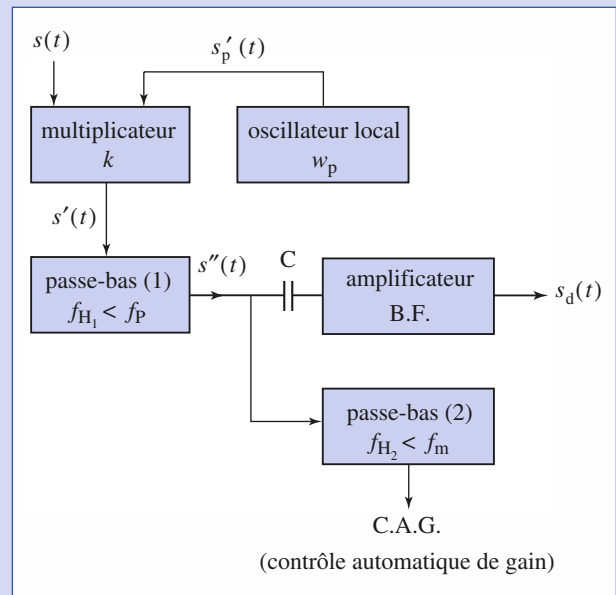 s(t)
s′p(t)
multiplicateur
k
oscillateur local
wp
s′(t)
s″(t)
C
passe-bas (1)
fH1 < fP
amplificateur
B.F.
sd(t)
passe-bas (2)
fH2 < fm
C.A.G.
(contrôle automatique de gain)